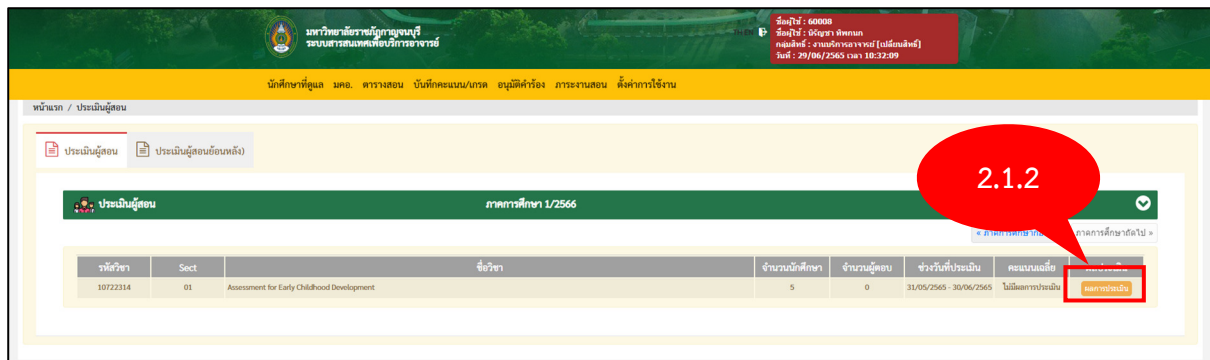 มหาวิทยาลัยราชภัฏกาญจนบุรี
ระบบสารสนเทศเพื่อบริการอาจารย์
TH EN
ชื่อผู้ใช้ : 60008
ชื่อผู้ใช้ : นิรัญชา ทิพกนก
กลุ่มสิทธิ์ : งานบริการอาจารย์ [เปลี่ยนสิทธิ์]
วันที่ : 29/06/2565 เวลา 10:32:09
นักศึกษาที่ดูแล มคอ. ตารางสอน บันทึกคะแนน/เกรด อนุมัติคำร้อง ภาระงานสอน ตั้งค่าการใช้งาน
หน้าแรก / ประเมินผู้สอน
ประเมินผู้สอน ประเมินผู้สอนย้อนหลัง)
2.1.2
ประเมินผู้สอน ภาคการศึกษา 1/2566
ภาคการศึกษาถัดไป »
รหัสวิชา Sect ชื่อวิชา จำนวนนักศึกษา จำนวนผู้ตอบ ช่วงวันที่ประเมิน คะแนนเฉลี่ย
10722314 01 Assessment for Early Childhood Development 5 0 31/05/2565 - 30/06/2565 ไม่มีผลการประเมิน ผลการประเมิน